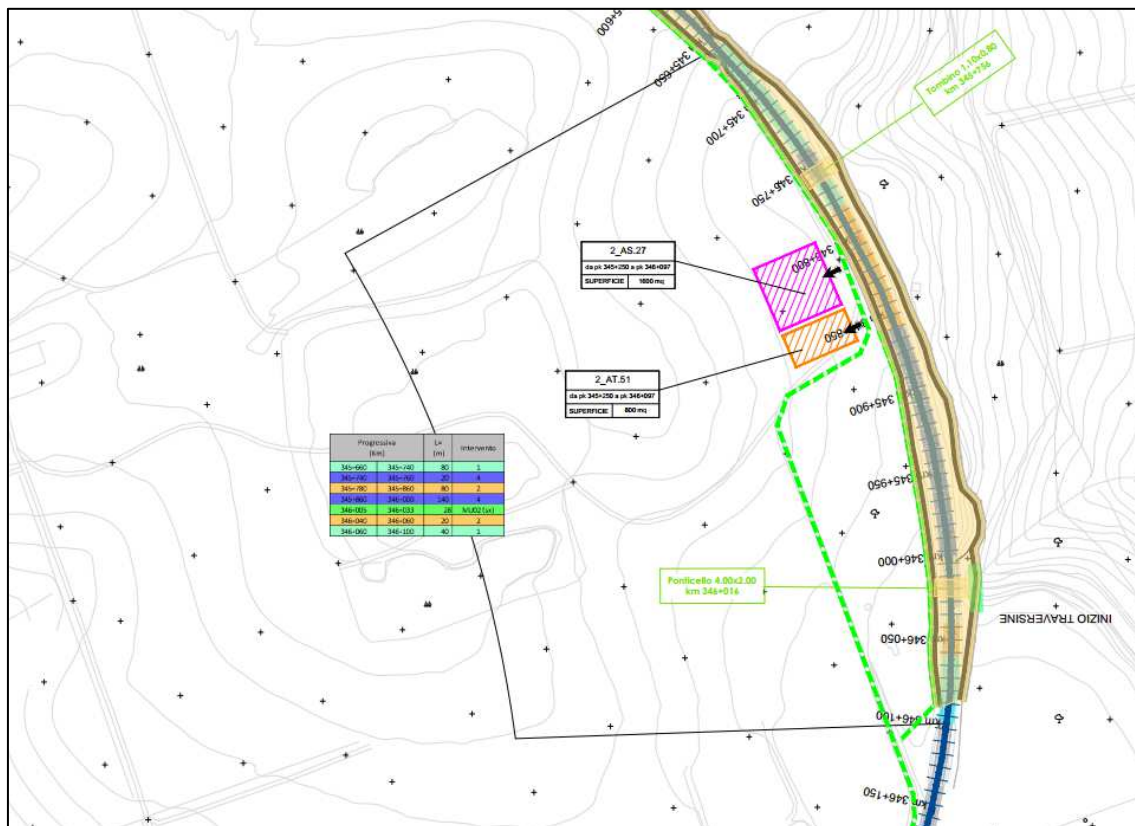 345+600
345+650
345+700
345+750
Tombino 1.10x0.80
km 345+756
345+800
2_AS.27
da pk 345+250 a pk 346+097
SUPERFICIE 1600 mq
850
2_AT.51
da pk 345+250 a pk 346+097
SUPERFICIE 800 mq
345+900
Progressiva
(km) L≈
(m) Intervento
345+660 345+740 80 1
345+740 345+760 20 4
345+780 345+860 80 2
345+860 346+000 140 4
346+005 346+033 28 MU02 (sx)
346+040 346+060 20 2
346+060 346+100 40 1
345+950
346+000
Ponticello 4.00x2.00
km 346+016
INIZIO TRAVERSINE
346+050
km 346+100
km 346+150